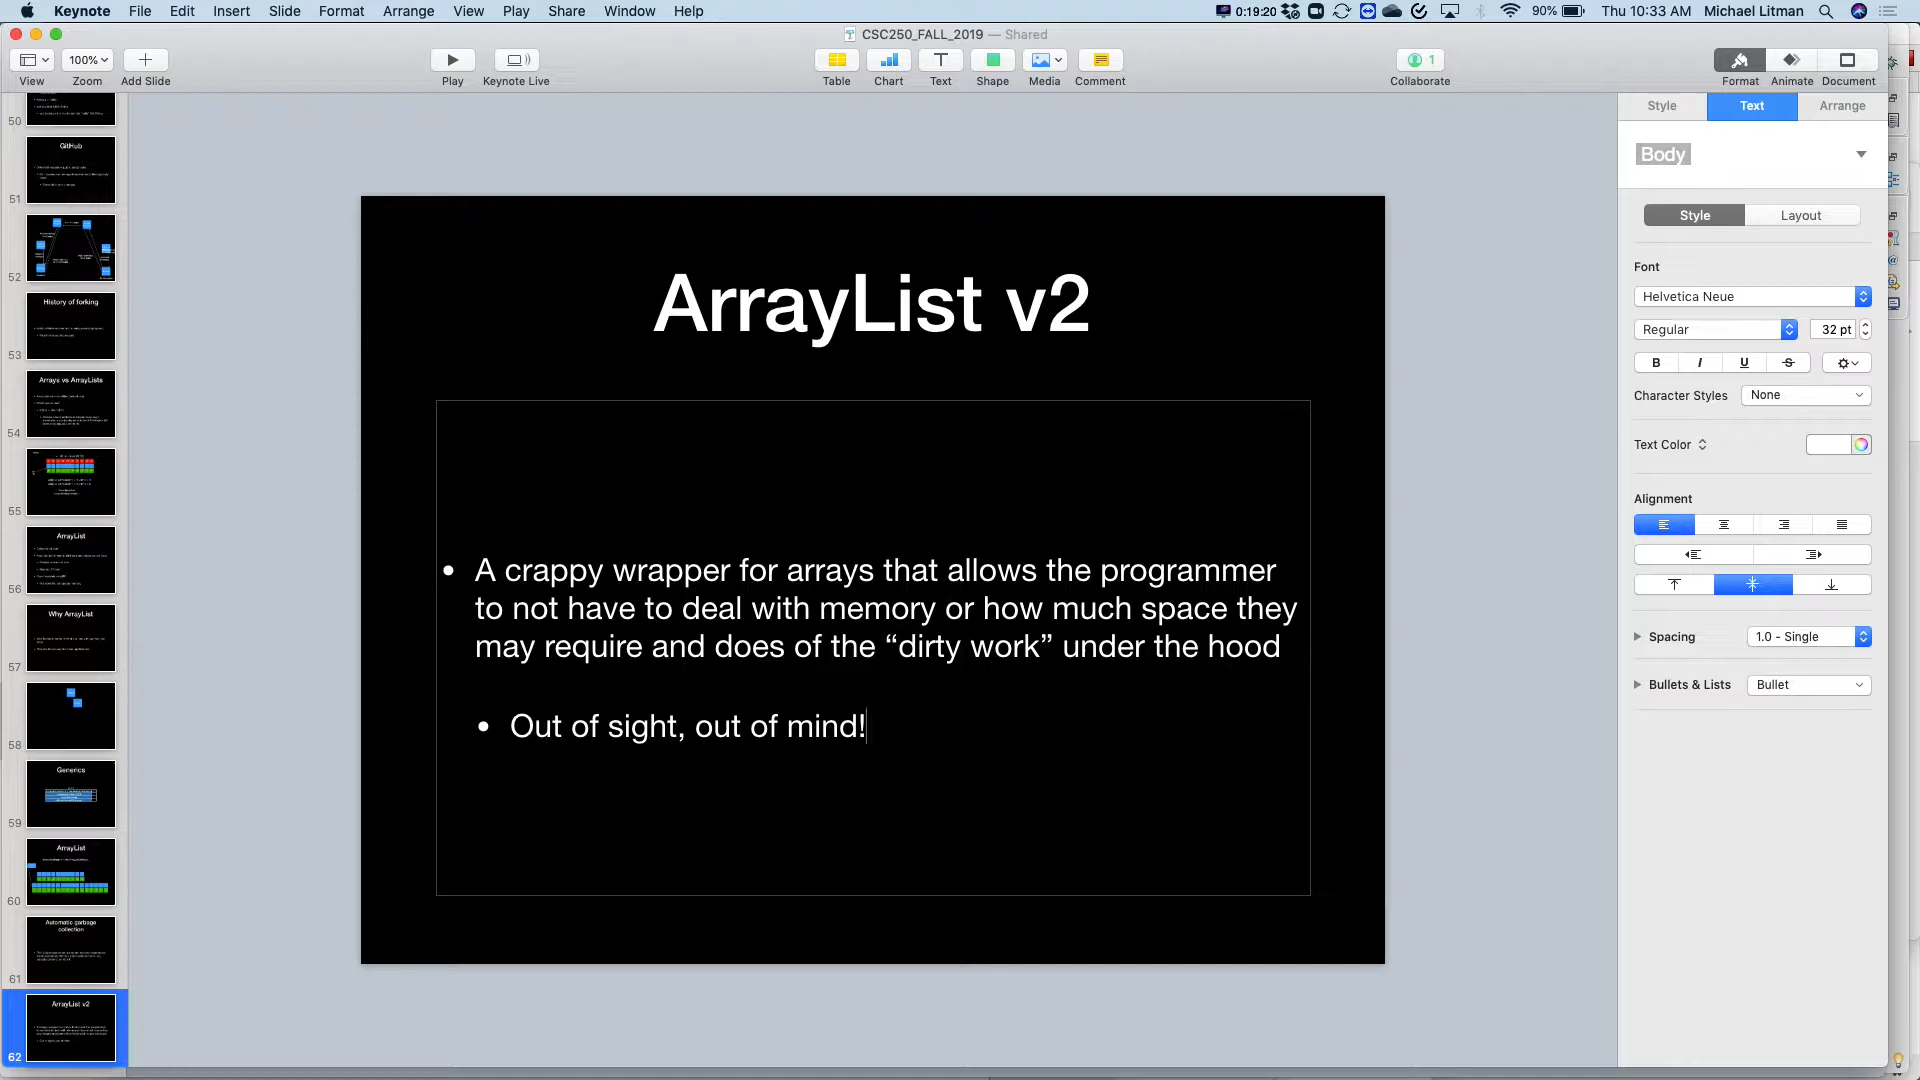 Keynote File Edit Insert Slide Format Arrange View Play Share Window Help
0:19:20 90% Thu 10:33 AM Michael Litman
CSC250_FALL_2019 — Shared
100%
1
View Zoom Add Slide Play Keynote Live Table Chart Text Shape Media Comment Collaborate Format Animate Document
Style Text Arrange
50
GitHub
51
52
History of forking
53
Arrays vs ArrayLists
54
55
ArrayList
56
Why ArrayList
57
58
Generics
59
ArrayList
60
Automatic garbage
collection
61
ArrayList v2
62
ArrayList v2
• A crappy wrapper for arrays that allows the programmer
to not have to deal with memory or how much space they
may require and does of the “dirty work” under the hood
• Out of sight, out of mind!
Body
Style Layout
Font
Helvetica Neue
Regular 32 pt
B I U S
Character Styles None
Text Color
Alignment
Spacing 1.0 - Single
Bullets & Lists Bullet